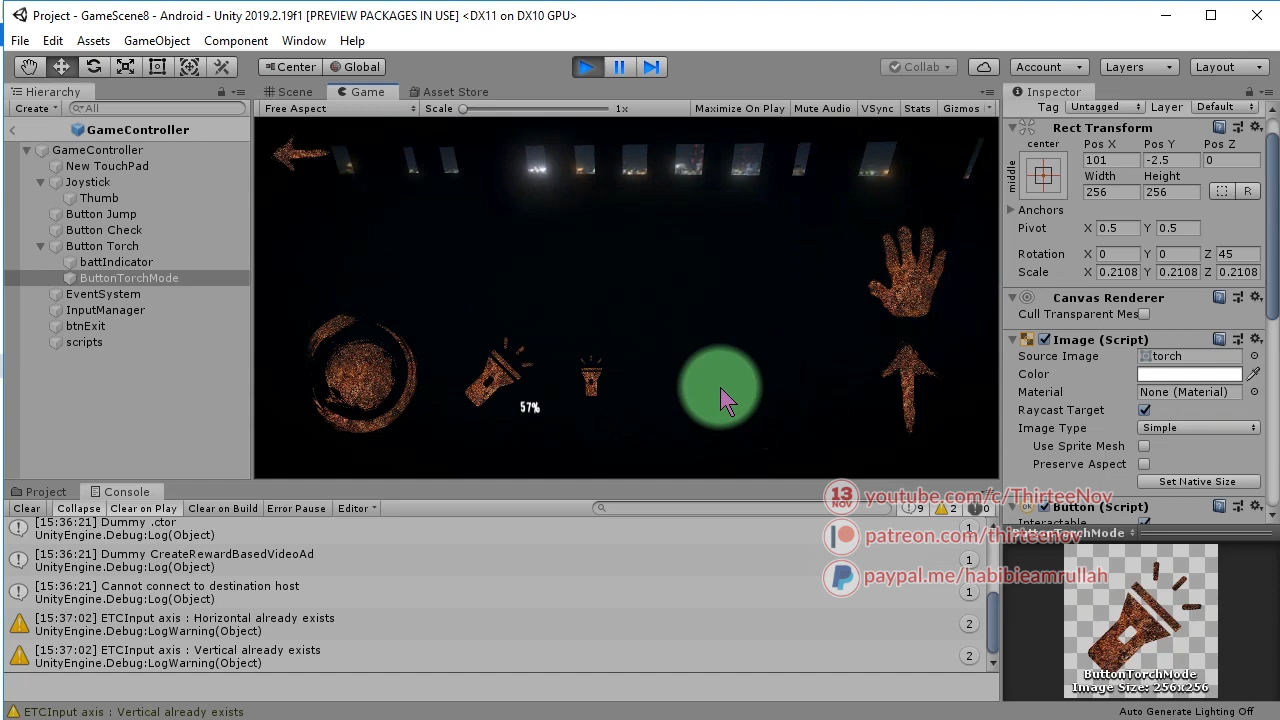 Project - GameScene8 - Android - Unity 2019.2.19f1 [PREVIEW PACKAGES IN USE] <DX11 on DX10 GPU>
File Edit Assets GameObject Component Window Help
Center Global Collab Account Layers Layout
Hierarchy Scene Game Asset Store Inspector
Create All Free Aspect Scale 1x Maximize On Play Mute Audio VSync Stats Gizmos Tag Untagged Layer Default
GameController
GameController
New TouchPad
Joystick
Thumb
Button Jump
Button Check
Button Torch
battIndicator
ButtonTorchMode
EventSystem
InputManager
btnExit
scripts
57%
Rect Transform
center Pos X Pos Y Pos Z
middle 101 -2.5 0
Width Height
256 256 R
Anchors
Pivot X 0.5 Y 0.5
Rotation X 0 Y 0 Z 45
Scale X 0.2108 Y 0.2108 Z 0.2108
Canvas Renderer
Cull Transparent Mes
Image (Script)
Source Image torch
Color
Material None (Material)
Raycast Target
Image Type Simple
Use Sprite Mesh
Preserve Aspect
Set Native Size
Button (Script)
Interactable
ButtonTorchMode
ButtonTorchMode
Image Size: 256x256
Project Console
Clear Collapse Clear on Play Clear on Build Error Pause Editor 9 2 0
[15:36:21] Dummy .ctor 1
UnityEngine.Debug:Log(Object)
[15:36:21] Dummy CreateRewardBasedVideoAd 1
UnityEngine.Debug:Log(Object)
[15:36:21] Cannot connect to destination host 1
UnityEngine.Debug:Log(Object)
[15:37:02] ETCInput axis : Horizontal already exists 2
UnityEngine.Debug:LogWarning(Object)
[15:37:02] ETCInput axis : Vertical already exists 2
UnityEngine.Debug:LogWarning(Object)
13 NOV youtube.com/c/ThirteeNov
patreon.com/thirteenov
paypal.me/habibieamrullah
ETCInput axis : Vertical already exists Auto Generate Lighting Off